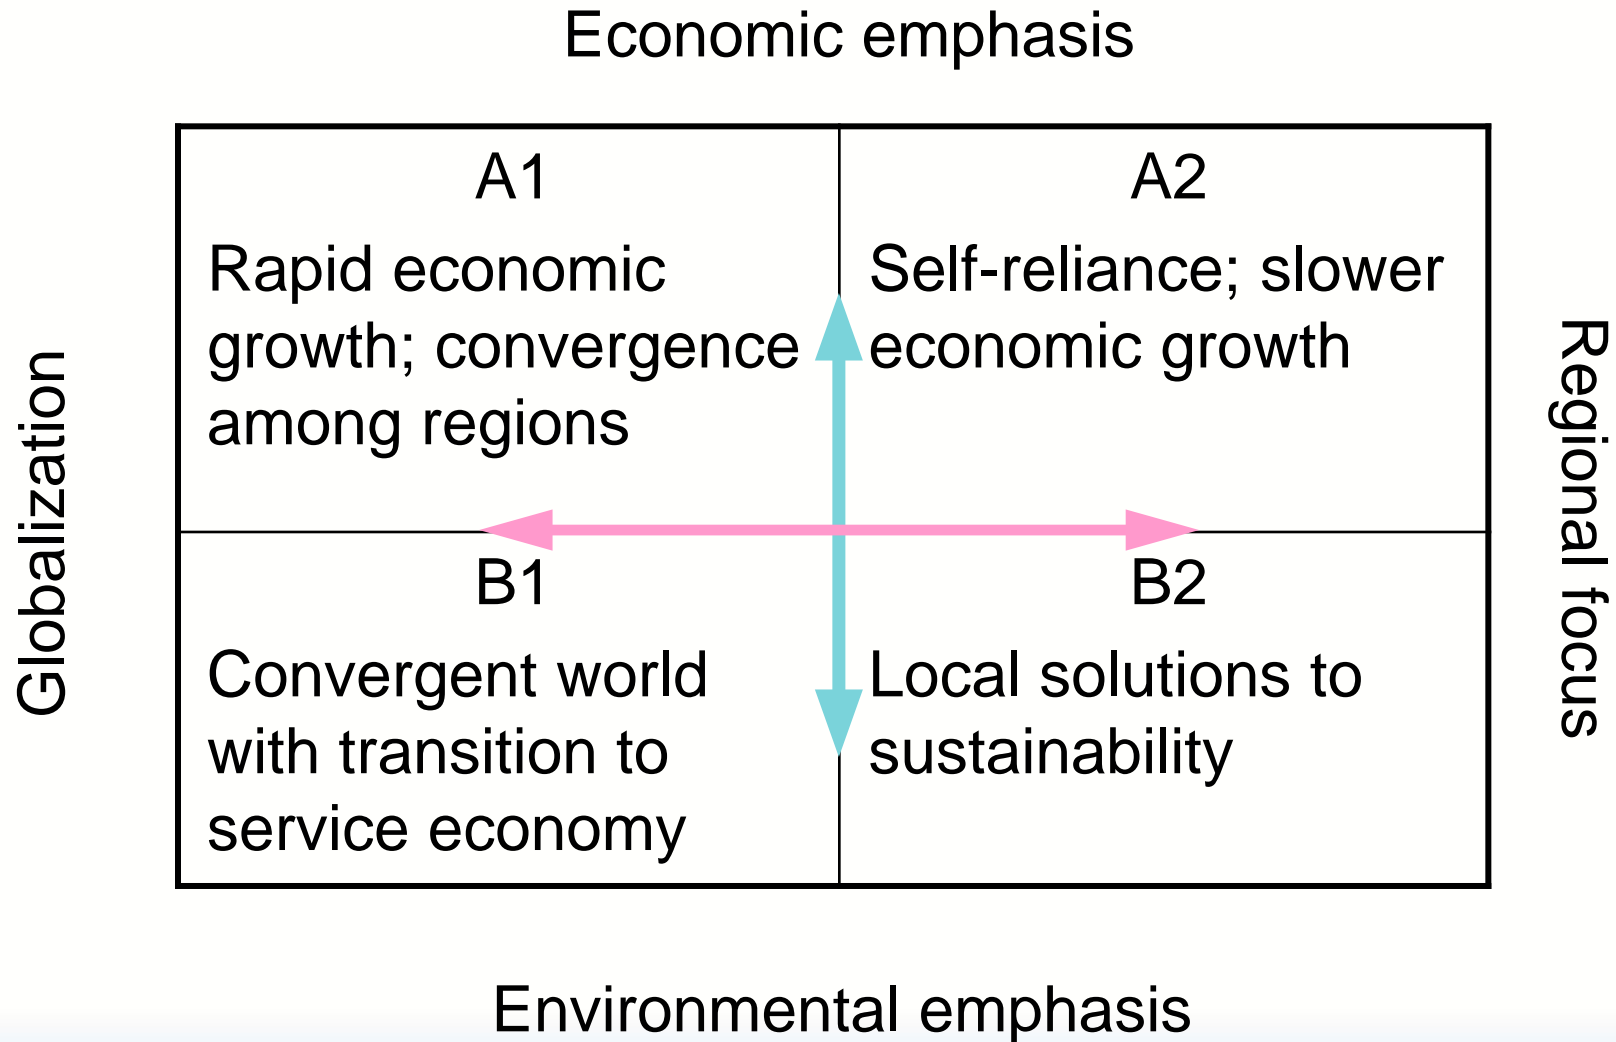 Economic emphasis
Globalization
A1
Rapid economic
growth; convergence
among regions
A2
Self-reliance; slower
economic growth
B1
Convergent world
with transition to
service economy
B2
Local solutions to
sustainability
Regional focus
Environmental emphasis